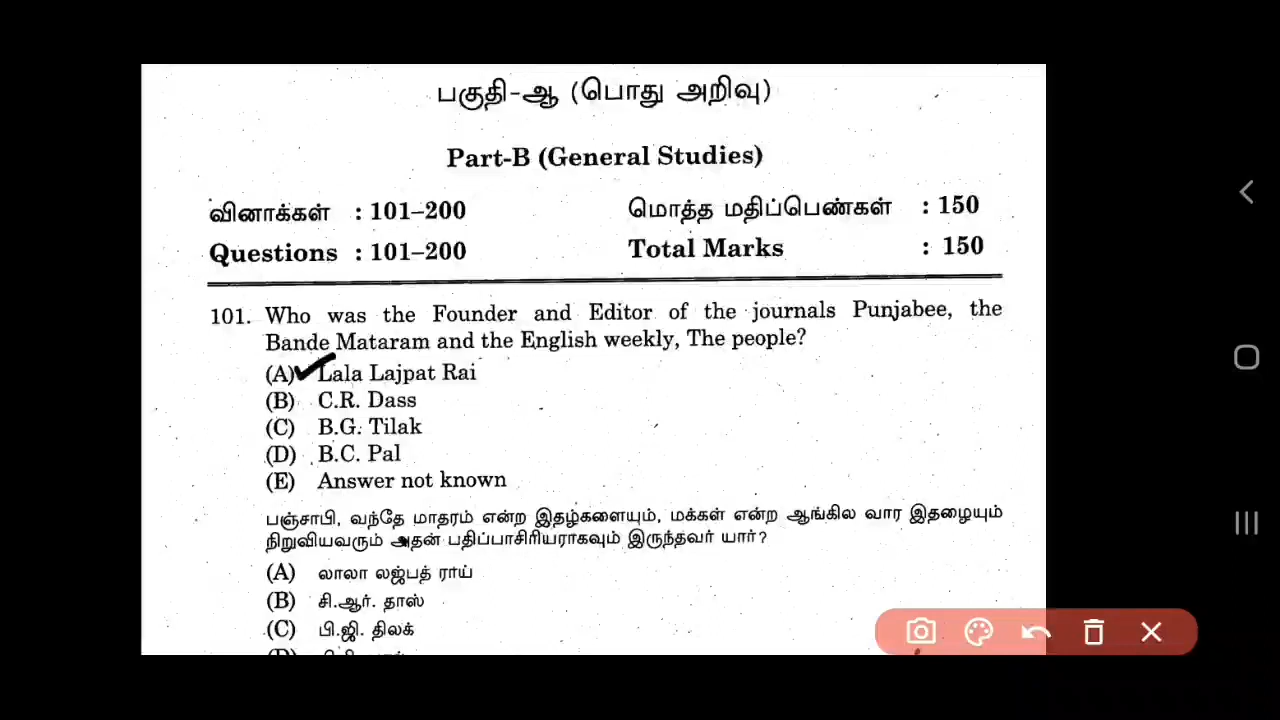 பகுதி-ஆ (பொது அறிவு)
Part-B (General Studies)
வினாக்கள் : 101–200 மொத்த மதிப்பெண்கள் : 150
Questions : 101–200 Total Marks : 150
101. Who was the Founder and Editor of the journals Punjabee, the
Bande Mataram and the English weekly, The people?
(A) Lala Lajpat Rai
(B) C.R. Dass
(C) B.G. Tilak
(D) B.C. Pal
(E) Answer not known
பஞ்சாபி, வந்தே மாதரம் என்ற இதழ்களையும், மக்கள் என்ற ஆங்கில வார இதழையும்
நிறுவியவரும் அதன் பதிப்பாசிரியராகவும் இருந்தவர் யார்?
(A) லாலா லஜ்பத் ராய்
(B) சி.ஆர். தாஸ்
(C) பி.ஜி. திலக்